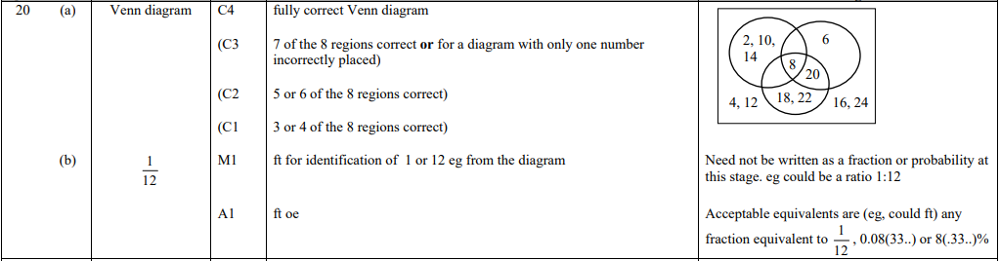 20 (a) Venn diagram C4 fully correct Venn diagram
(C3 7 of the 8 regions correct or for a diagram with only one number
incorrectly placed)
(C2 5 or 6 of the 8 regions correct)
(C1 3 or 4 of the 8 regions correct)
2, 10, 6
14
8
20
4, 12 18, 22 16, 24
(b) 1/12 M1 ft for identification of 1 or 12 eg from the diagram
Need not be written as a fraction or probability at
this stage. eg could be a ratio 1:12
A1 ft oe
Acceptable equivalents are (eg, could ft) any
fraction equivalent to 1/12 , 0.08(33..) or 8(.33..)%